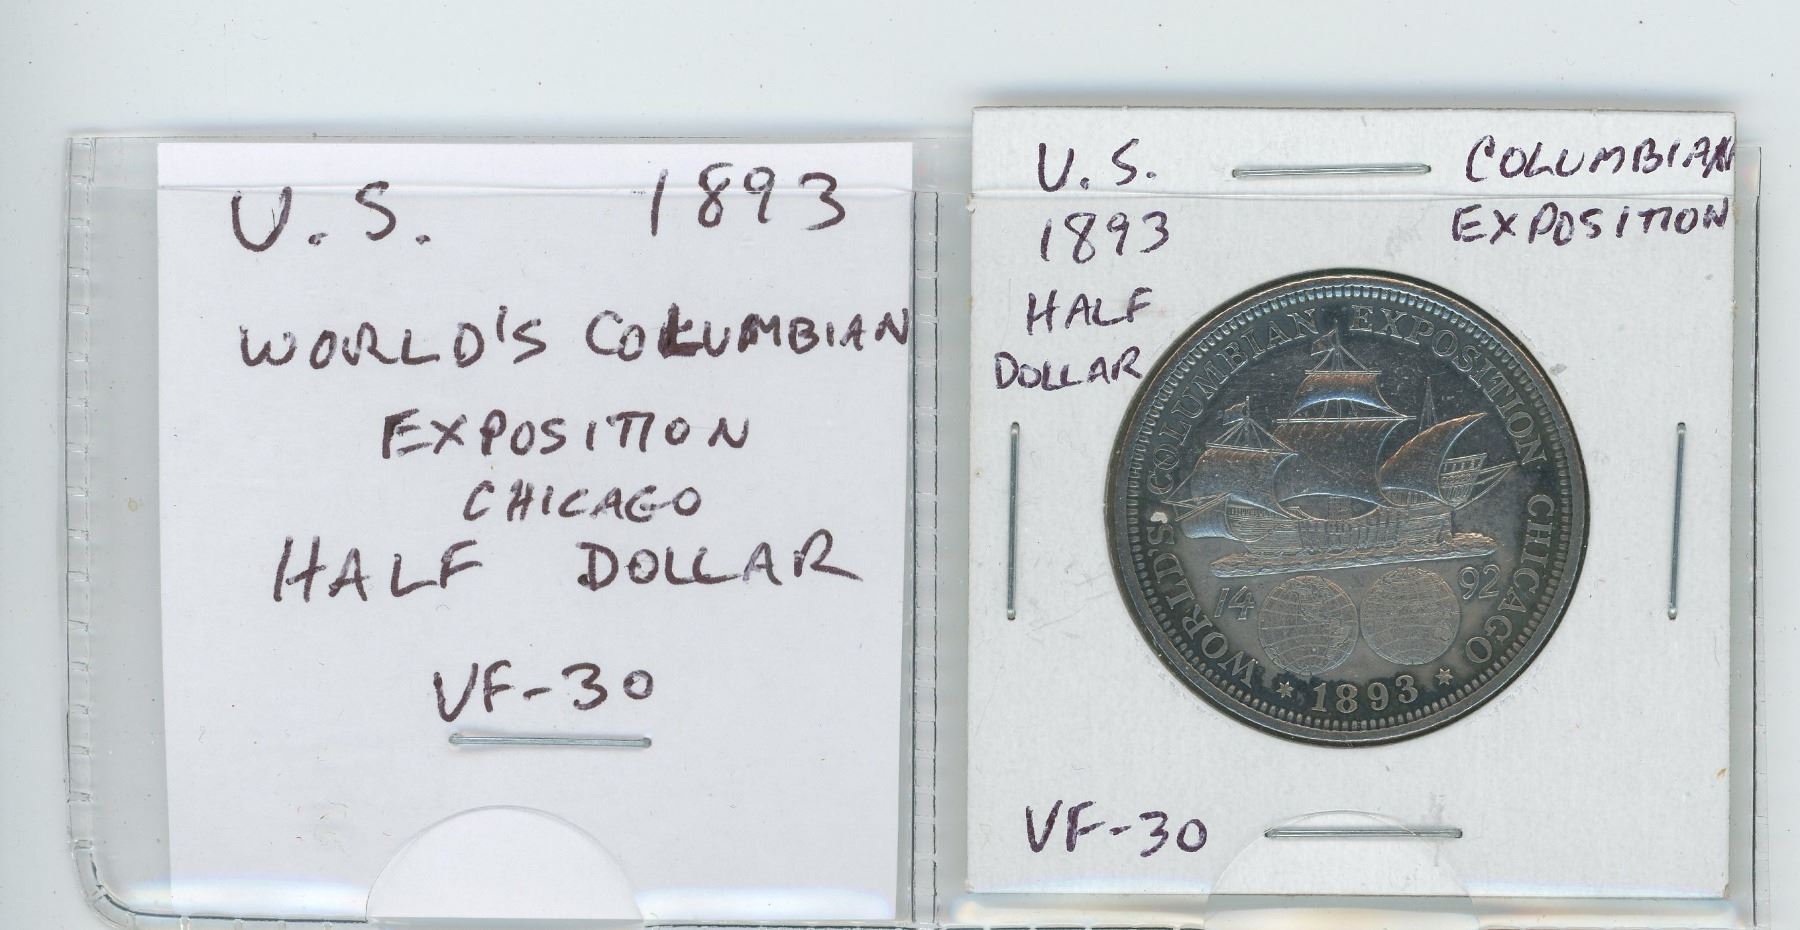 U.S. 1893
WORLD'S COLUMBIAN
EXPOSITION
CHICAGO
HALF DOLLAR
VF-30
U.S.
1893
HALF
DOLLAR
COLUMBIAN
EXPOSITION
WORLD'S COLUMBIAN EXPOSITION CHICAGO
14 92
* 1893 *
VF-30